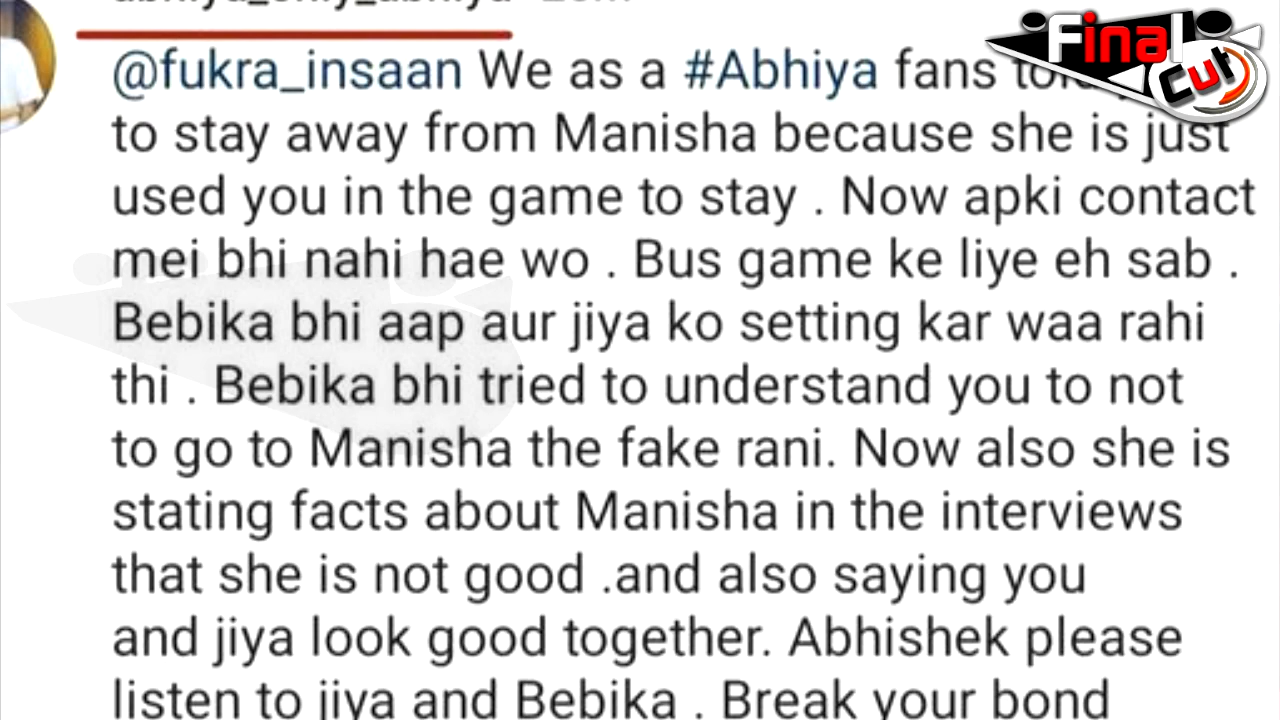 @fukra_insaan We as a #Abhiya fans
to stay away from Manisha because she is just
used you in the game to stay . Now apki contact
mei bhi nahi hae wo . Bus game ke liye eh sab .
Bebika bhi aap aur jiya ko setting kar waa rahi
thi . Bebika bhi tried to understand you to not
to go to Manisha the fake rani. Now also she is
stating facts about Manisha in the interviews
that she is not good .and also saying you
and jiya look good together. Abhishek please
listen to jiya and Bebika . Break your bond
Final
Cut